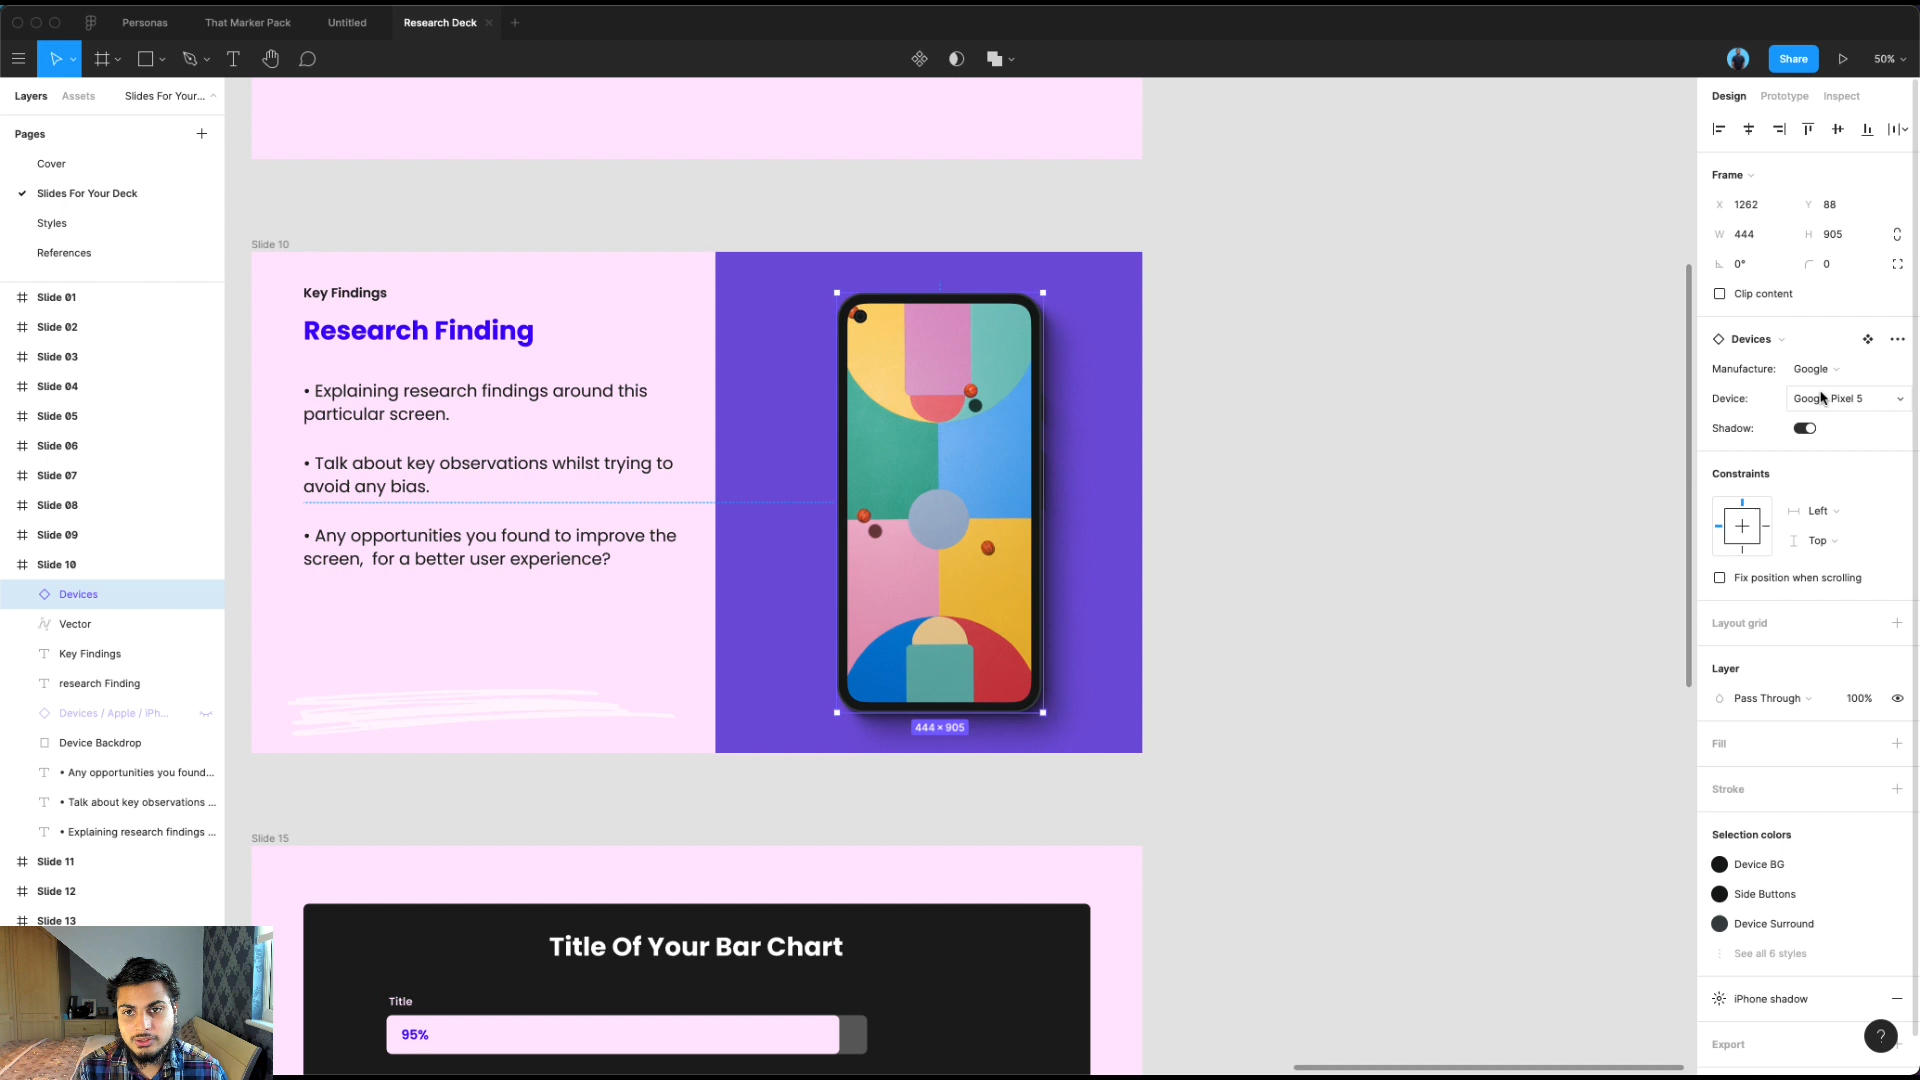 Personas
That Marker Pack
Untitled
Research Deck
Share
50%
Layers
Assets
Slides For Your...
Pages
Cover
Slides For Your Deck
Styles
References
Slide 01
Slide 02
Slide 03
Slide 04
Slide 05
Slide 06
Slide 07
Slide 08
Slide 09
Slide 10
Devices
Vector
Key Findings
research Finding
Devices / Apple / iPh...
Device Backdrop
• Any opportunities you found...
• Talk about key observations ...
• Explaining research findings ...
Slide 11
Slide 12
Slide 13
Slide 10
Key Findings
Research Finding
• Explaining research findings around this
particular screen.
• Talk about key observations whilst trying to
avoid any bias.
• Any opportunities you found to improve the
screen,  for a better user experience?
444 × 905
Slide 15
Title Of Your Bar Chart
Title
95%
Design
Prototype
Inspect
Frame
X 1262
Y 88
W 444
H 905
0°
0
Clip content
Devices
Manufacture: Google
Device: Google Pixel 5
Shadow:
Constraints
Left
Top
Fix position when scrolling
Layout grid
Layer
Pass Through
100%
Fill
Stroke
Selection colors
Device BG
Side Buttons
Device Surround
See all 6 styles
iPhone shadow
Export
?